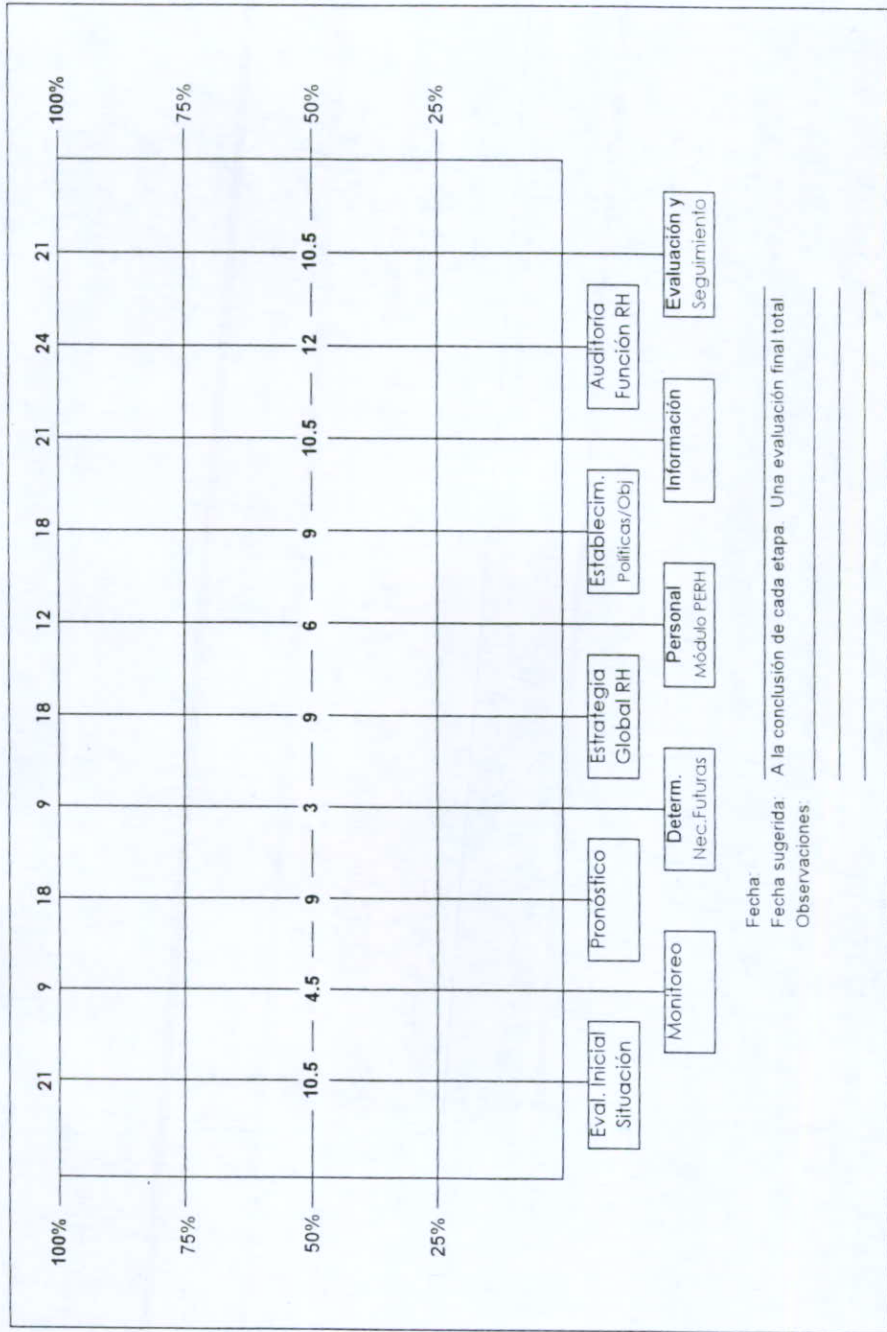 21 9 18 9 18 12 18 21 24 21
100% 100%
75% 75%
50% 10.5 4.5 9 3 9 6 9 10.5 12 10.5 50%
25% 25%
Eval. Inicial
Situación
Monitoreo
Pronóstico
Determ.
Nec.Futuras
Estrategia
Global RH
Personal
Módulo PERH
Establecim.
Políticas/Obj
Información
Auditoría
Función RH
Evaluación y
Seguimiento
Fecha:
Fecha sugerida: A la conclusión de cada etapa. Una evaluación final total
Observaciones: